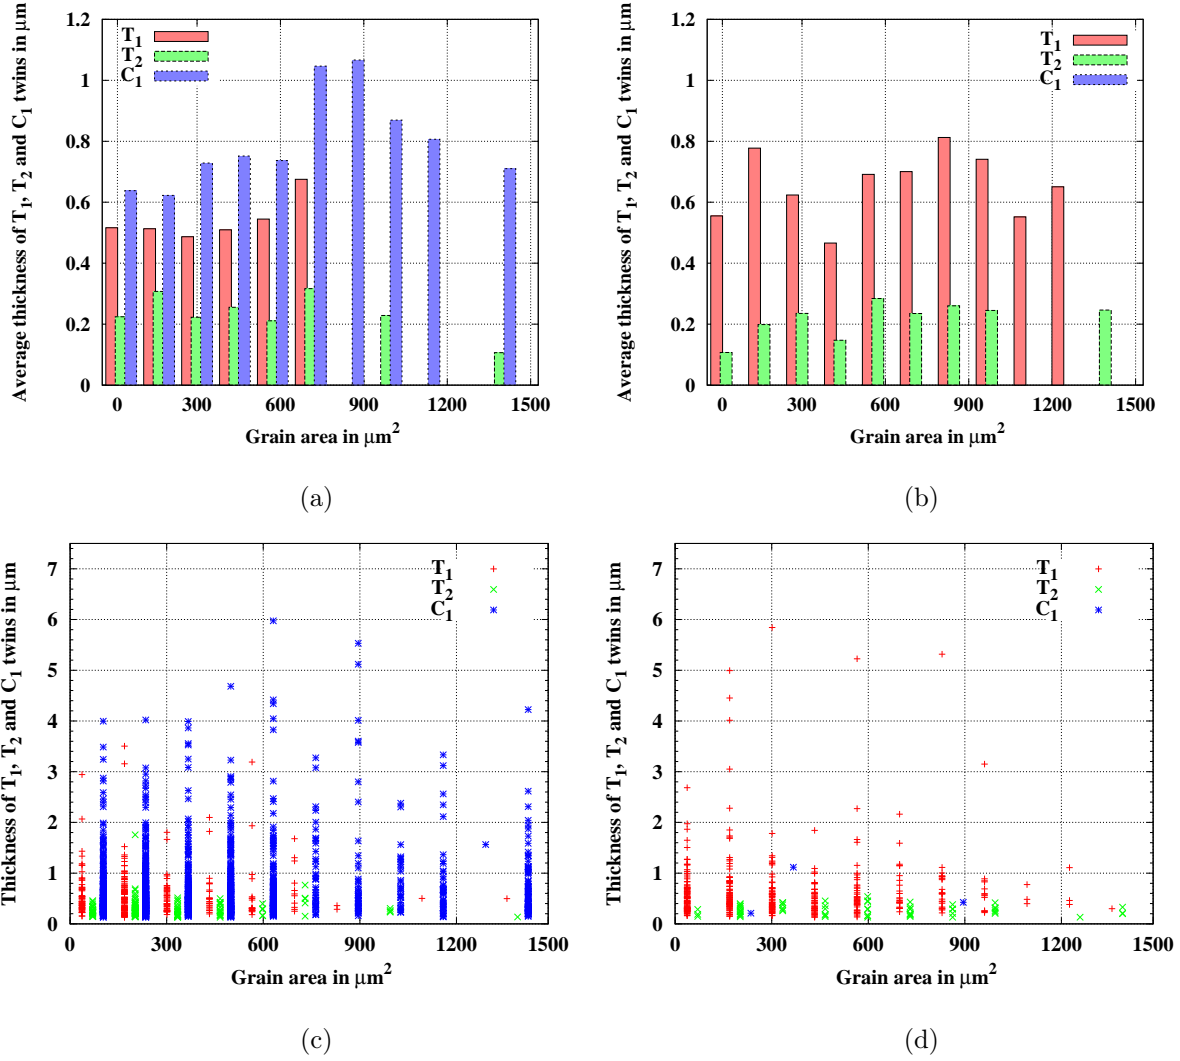 Average thickness of T1, T2 and C1 twins in μm
1.2
1
0.8
0.6
0.4
0.2
0
T1
T2
C1
0 300 600 900 1200 1500
Grain area in μm2
(a)
Average thickness of T1, T2 and C1 twins in μm
1.2
1
0.8
0.6
0.4
0.2
0
T1
T2
C1
0 300 600 900 1200 1500
Grain area in μm2
(b)
Thickness of T1, T2 and C1 twins in μm
7
6
5
4
3
2
1
0
T1
T2
C1
0 300 600 900 1200 1500
Grain area in μm2
(c)
Thickness of T1, T2 and C1 twins in μm
7
6
5
4
3
2
1
0
T1
T2
C1
0 300 600 900 1200 1500
Grain area in μm2
(d)